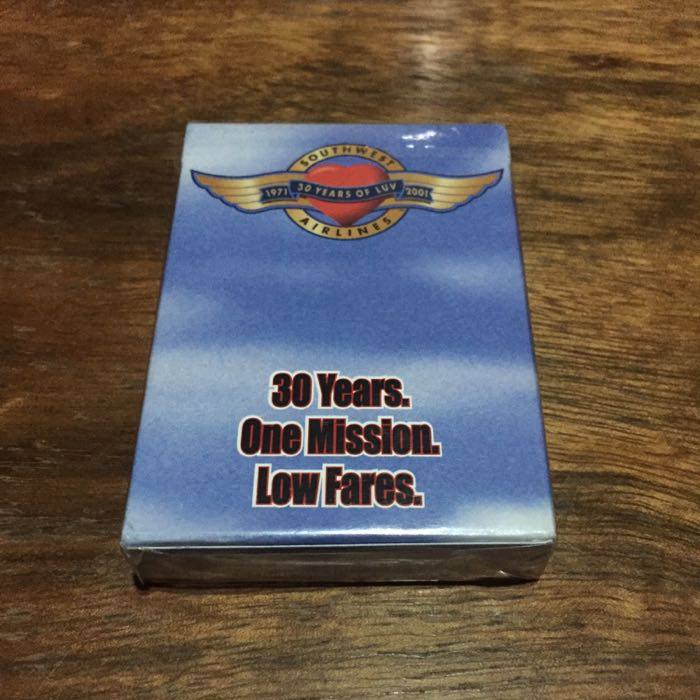 SOUTHWEST
1971 30 YEARS OF LUV 2001
AIRLINES
30 Years.
One Mission.
Low Fares.